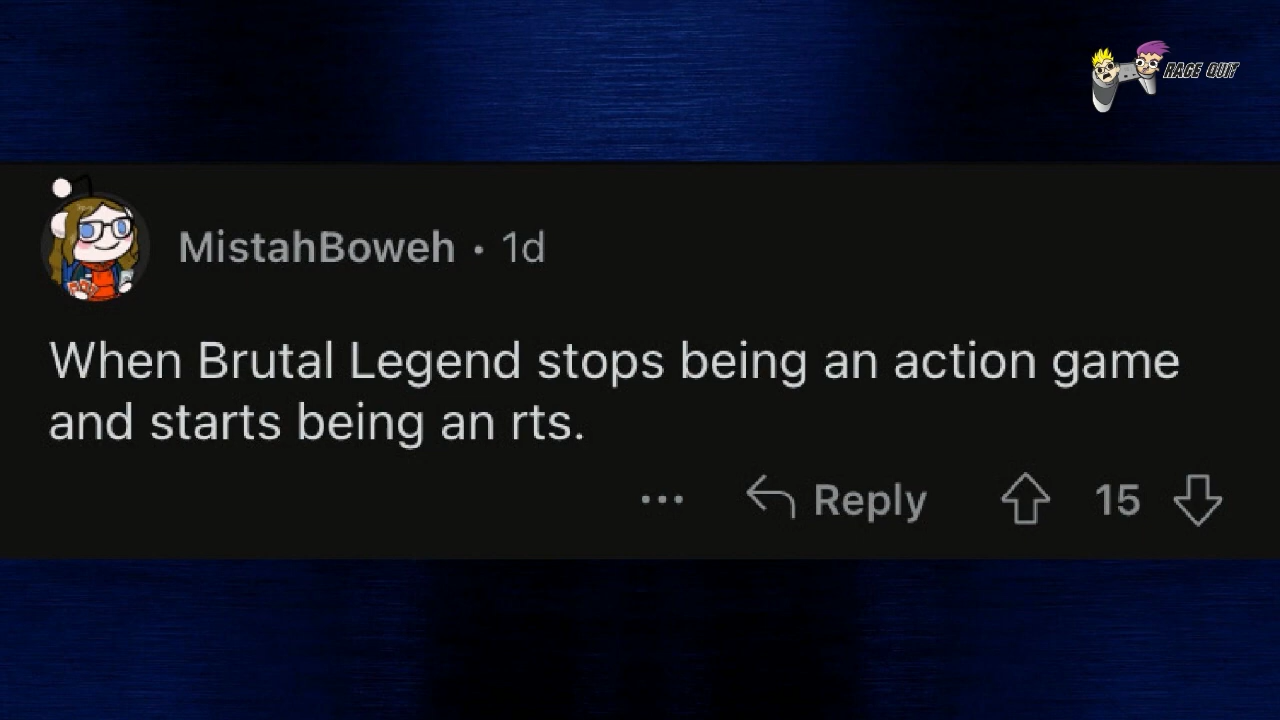 RAGE QUIT
MistahBoweh · 1d
When Brutal Legend stops being an action game
and starts being an rts.
... Reply 15